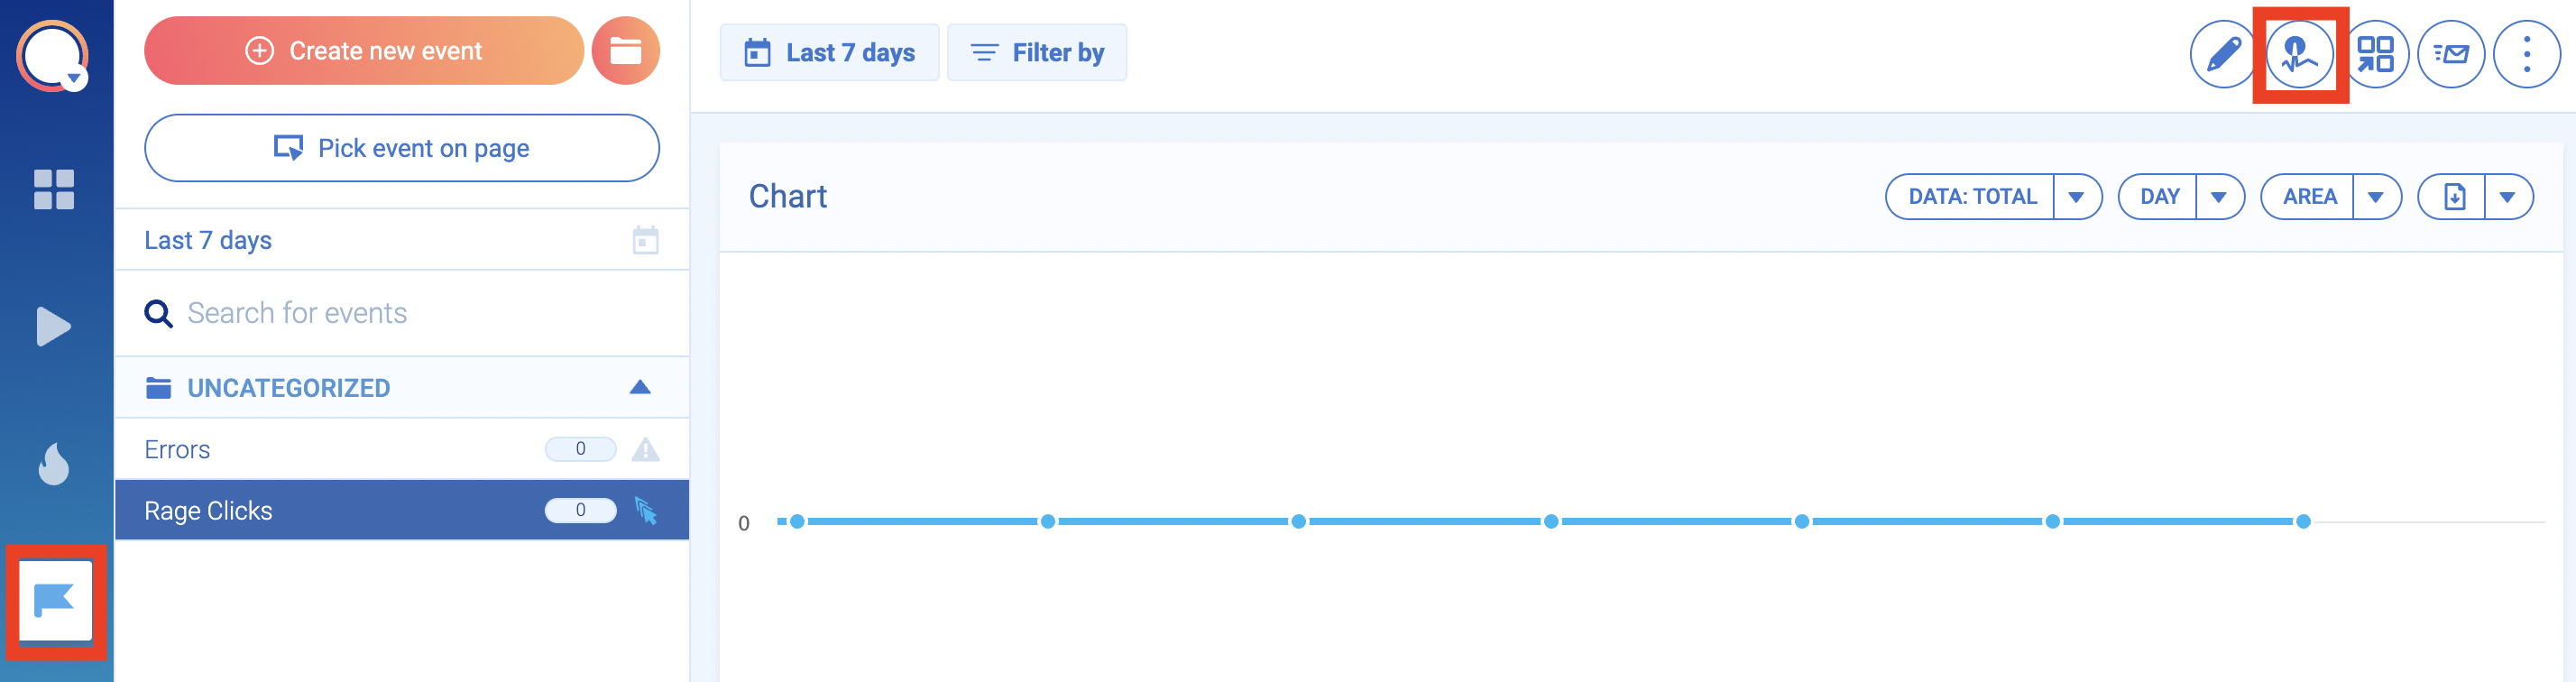 Create new event
Pick event on page
Last 7 days
Search for events
UNCATEGORIZED
Errors 0
Rage Clicks 0
Last 7 days
Filter by
Chart
DATA: TOTAL
DAY
AREA
0